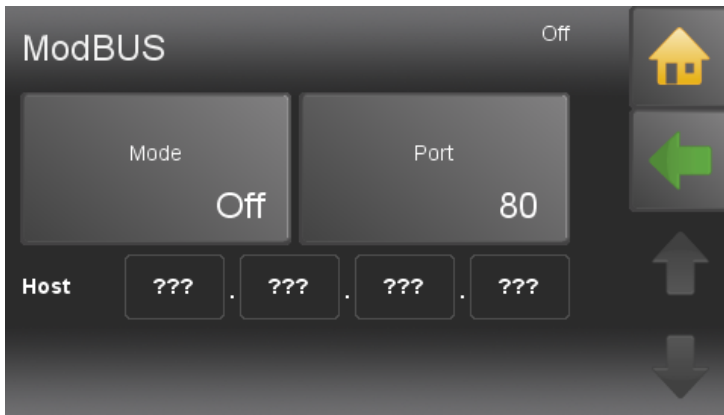 ModBUS Off
Mode Port
Off 80
Host ??? . ??? . ??? . ???